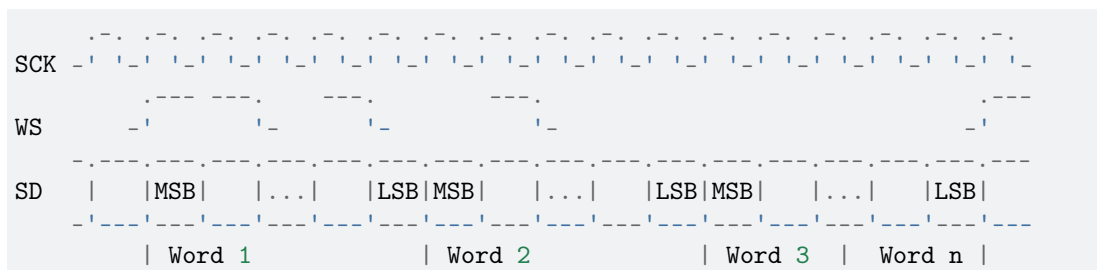 .-. .-. .-. .-. .-. .-. .-. .-. .-. .-. .-. .-. .-. .-. .-. .-. .-.
SCK -' '-' '-' '-' '-' '-' '-' '-' '-' '-' '-' '-' '-' '-' '-' '-' '-' '-
         .--- ---.    ---.        ---.                               .---
WS      -'       '-       '-          '-                            -'
    -.---.---.---.---.---.---.---.---.---.---.---.---.---.---.---.---.---
SD   |   |MSB|   |...|   |LSB|MSB|   |...|   |LSB|MSB|   |...|   |LSB|
    -'---'---'---'---'---'---'---'---'---'---'---'---'---'---'---'---'---
         | Word 1            | Word 2            | Word 3  |  Word n |